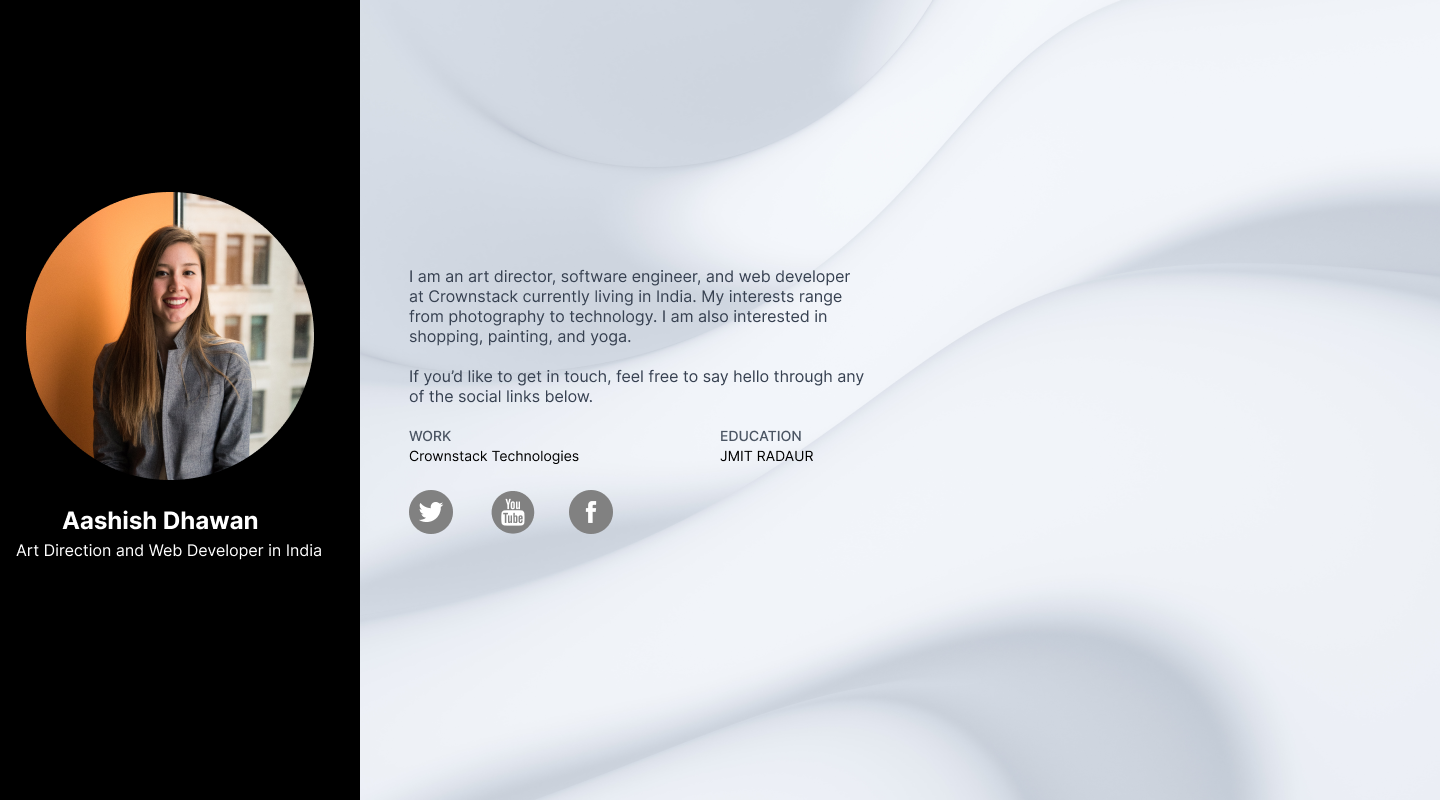 Aashish Dhawan
Art Direction and Web Developer in India
I am an art director, software engineer, and web developer
at Crownstack currently living in India. My interests range
from photography to technology. I am also interested in
shopping, painting, and yoga.
If you’d like to get in touch, feel free to say hello through any
of the social links below.
WORK
Crownstack Technologies
EDUCATION
JMIT RADAUR
You
Tube